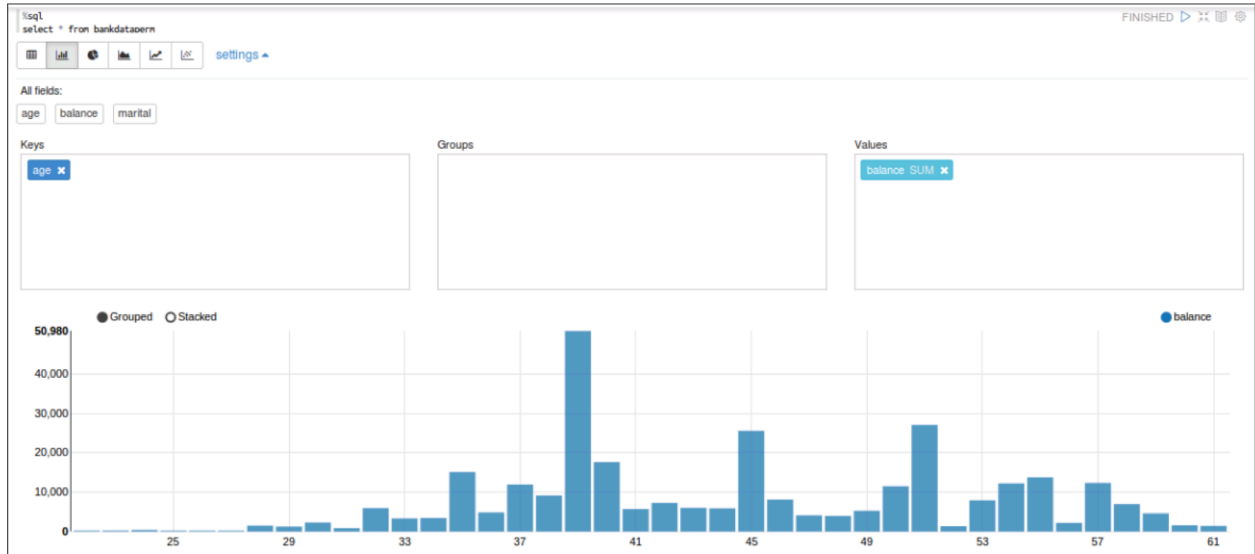 %sql
FINISHED
select * from bankdataperm
settings
All fields:
age balance marital
Keys Groups Values
age balance SUM
Grouped Stacked balance
50,980
40,000
30,000
20,000
10,000
0
25 29 33 37 41 45 49 53 57 61